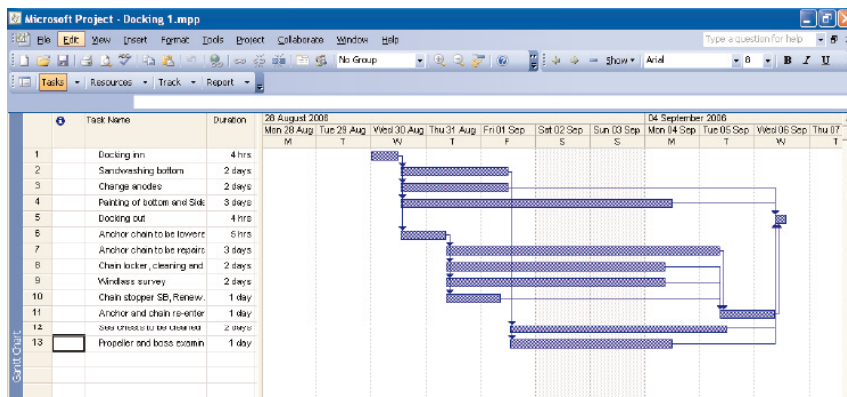 Microsoft Project - Docking 1.mpp
File Edit View Insert Format Tools Project Collaborate Window Help Type a question for help
No Group Show Arial 8 B I U
Tasks Resources Track Report
28 August 2006 04 September 2006
Task Name Duration Mon 28 Aug Tue 29 Aug Wed 30 Aug Thu 31 Aug Fri 01 Sep Sat 02 Sep Sun 03 Sep Mon 04 Sep Tue 05 Sep Wed 06 Sep Thu 07
M T W T F S S M T W T
1 Docking inn 4 hrs
2 Sandwashing bottom 2 days
3 Change anodes 2 days
4 Painting of bottom and Side 3 days
5 Docking out 4 hrs
6 Anchor chain to be lowere 6 hrs
7 Anchor chain to be repaire 3 days
8 Chain locker, cleaning and 2 days
9 Windlass survey 2 days
10 Chain stopper SB, Renew. 1 day
11 Anchor and chain re-enter 1 day
12 Sea chests to be cleaned 2 days
13 Propeller and boss examin 1 day
Gantt Chart